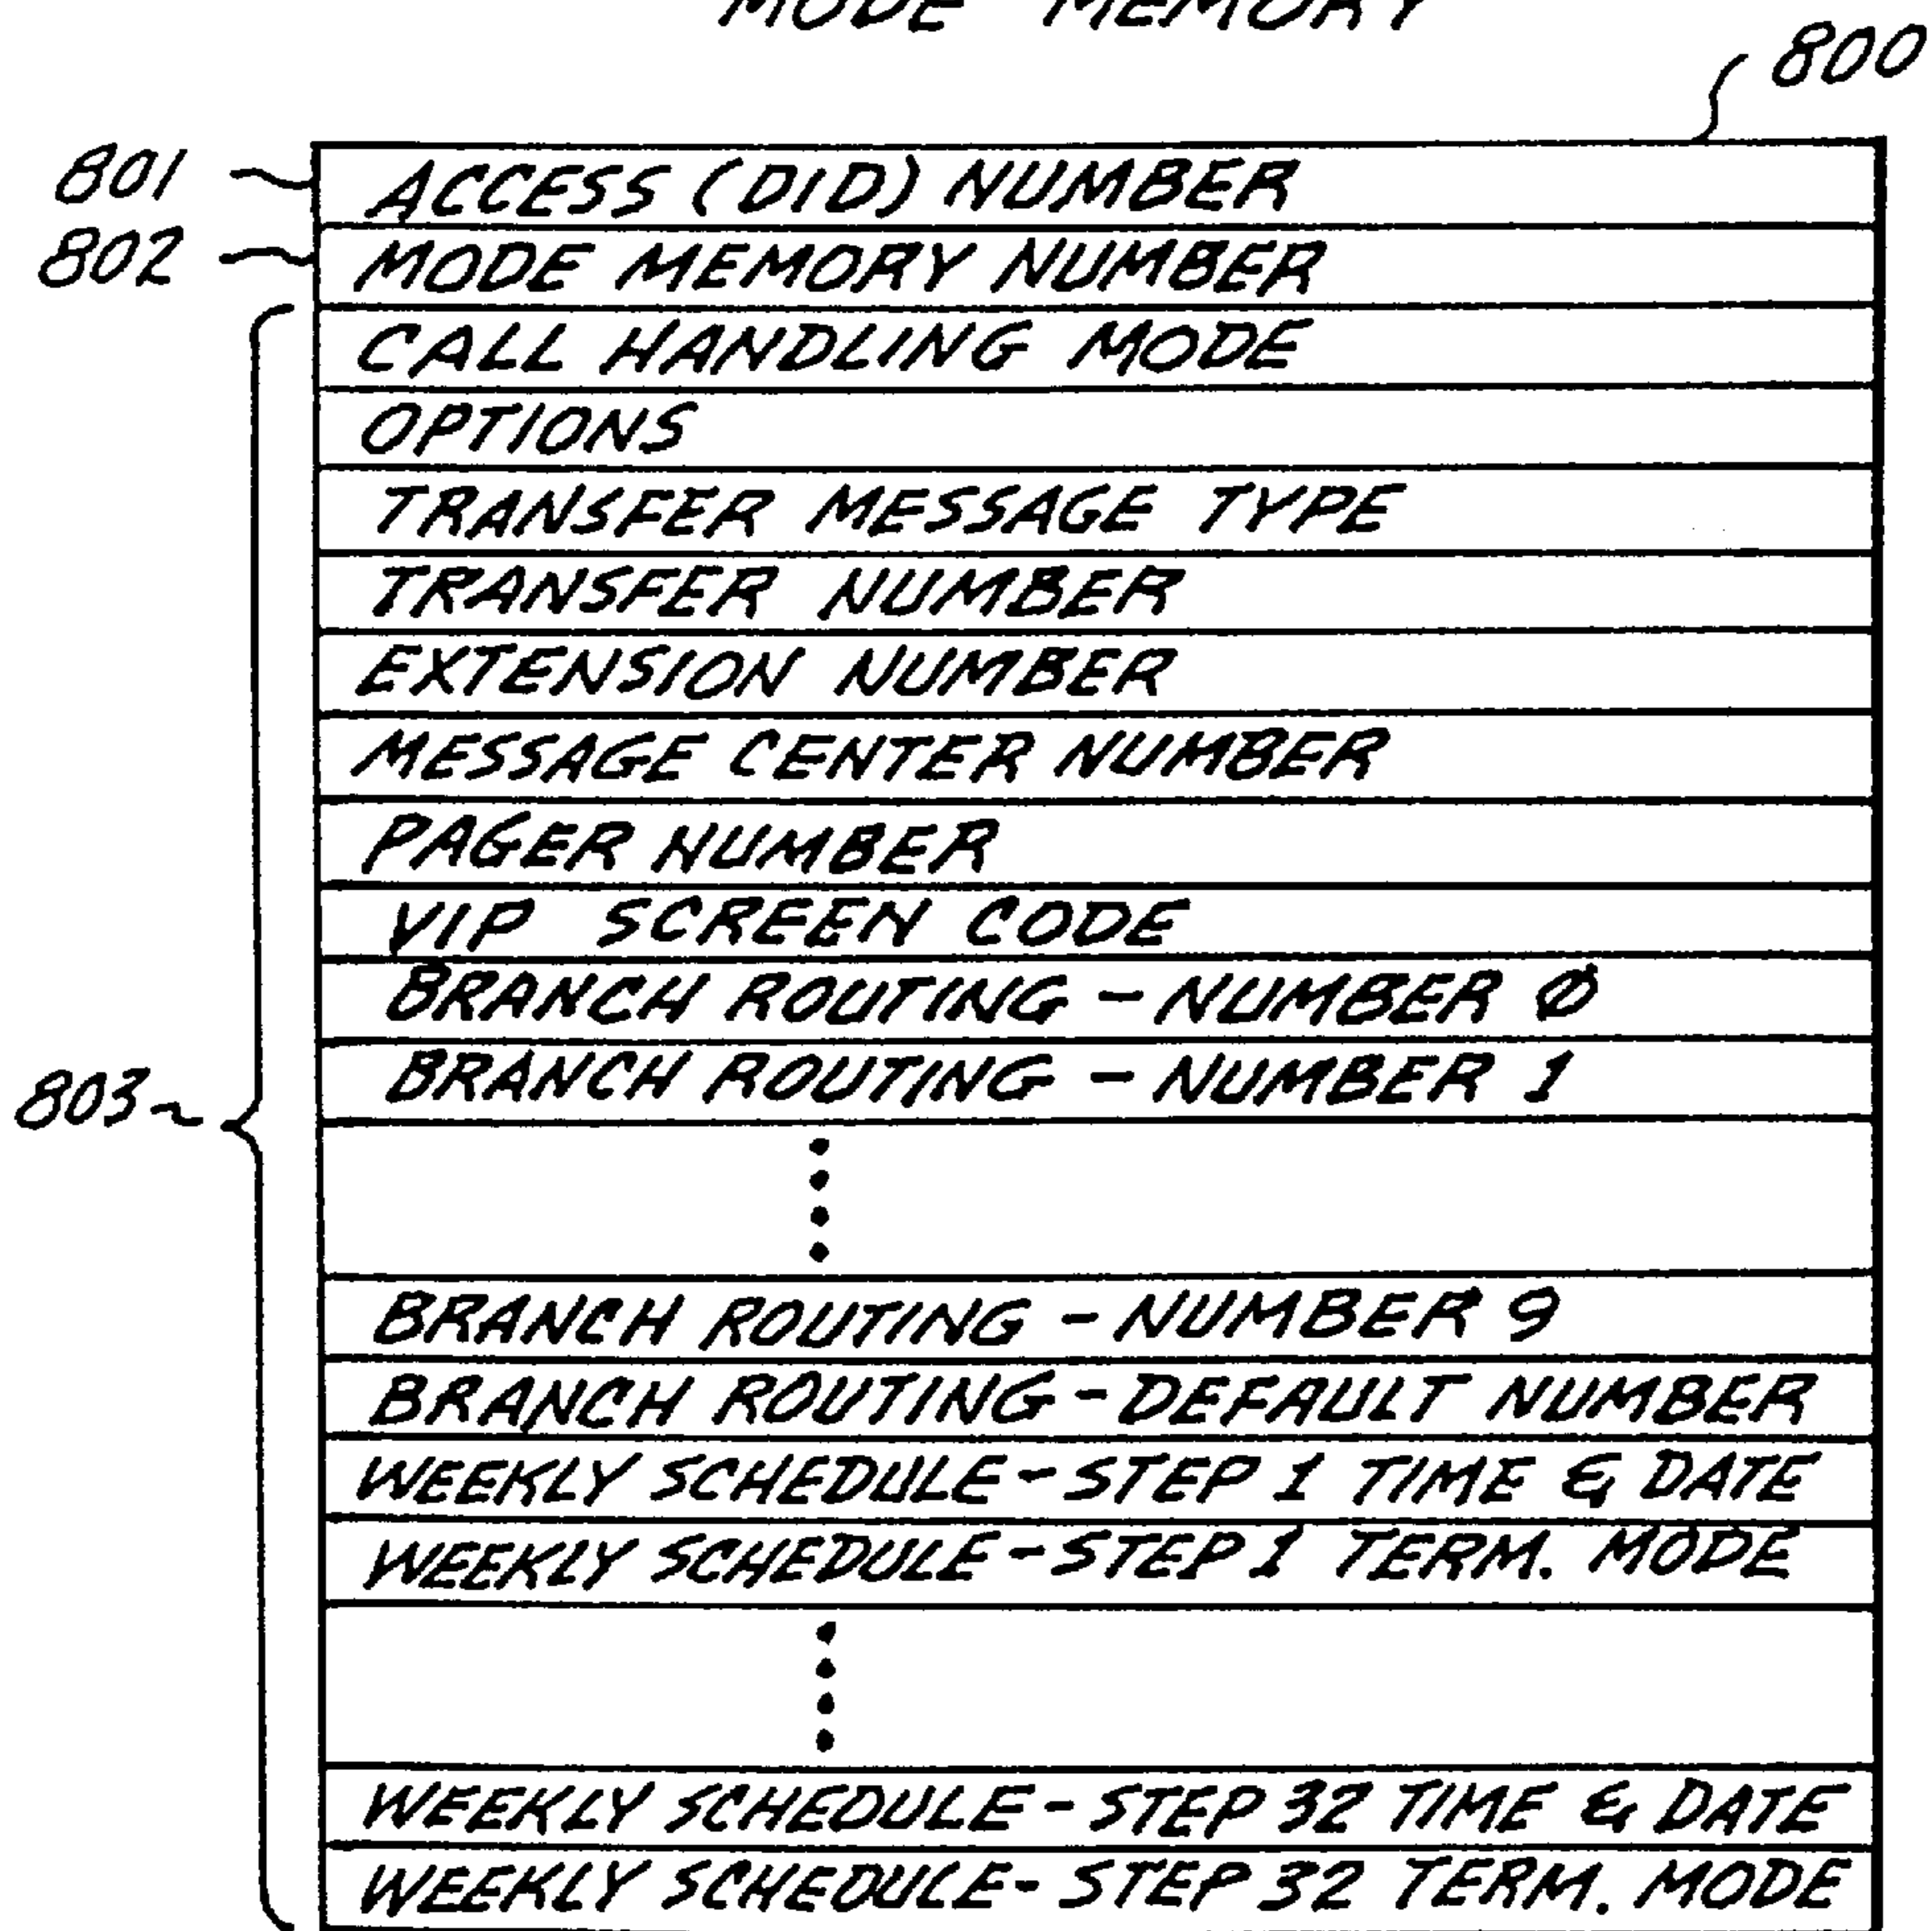 MODE MEMORY
800
801 ACCESS (DID) NUMBER
802 MODE MEMORY NUMBER
CALL HANDLING MODE
OPTIONS
TRANSFER MESSAGE TYPE
TRANSFER NUMBER
EXTENSION NUMBER
MESSAGE CENTER NUMBER
PAGER NUMBER
VIP SCREEN CODE
BRANCH ROUTING - NUMBER Ø
803 BRANCH ROUTING - NUMBER 1
BRANCH ROUTING - NUMBER 9
BRANCH ROUTING - DEFAULT NUMBER
WEEKLY SCHEDULE - STEP 1 TIME & DATE
WEEKLY SCHEDULE - STEP 1 TERM. MODE
WEEKLY SCHEDULE - STEP 32 TIME & DATE
WEEKLY SCHEDULE - STEP 32 TERM. MODE